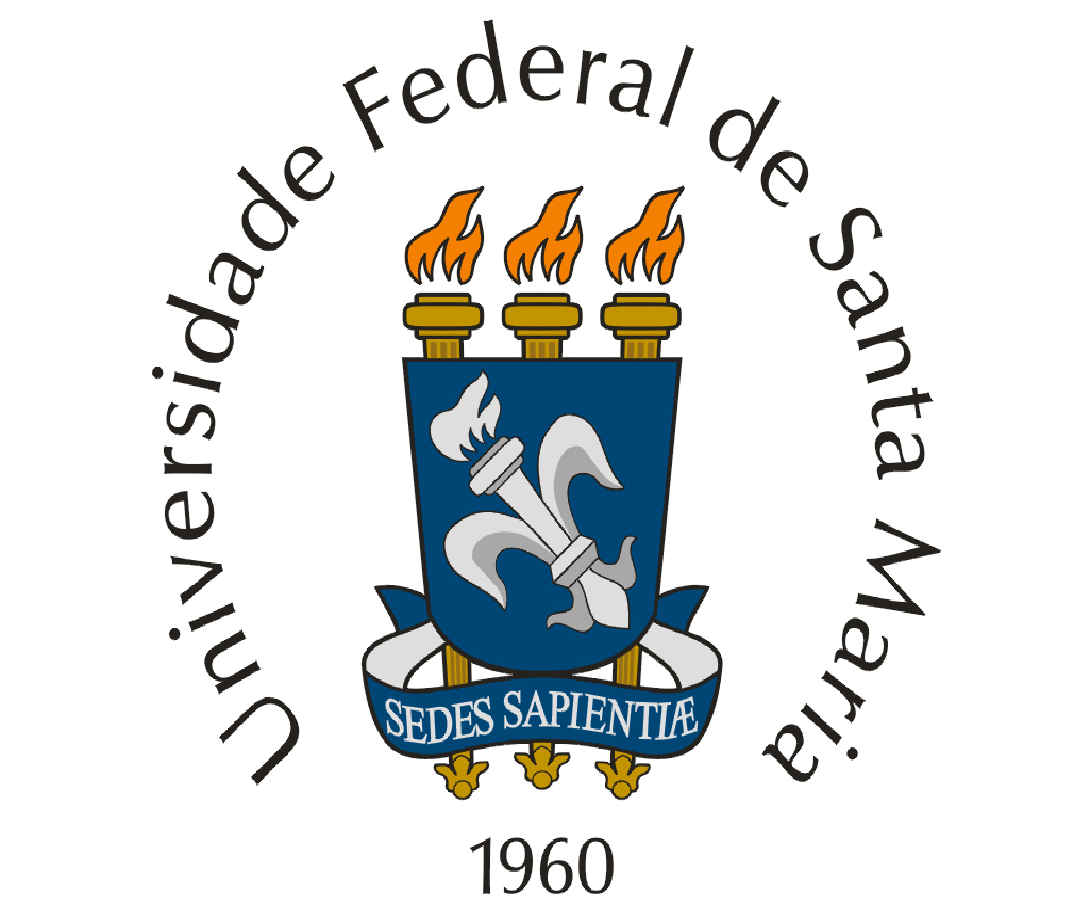 Universidade Federal de Santa Maria
SEDES SAPIENTIÆ
1960